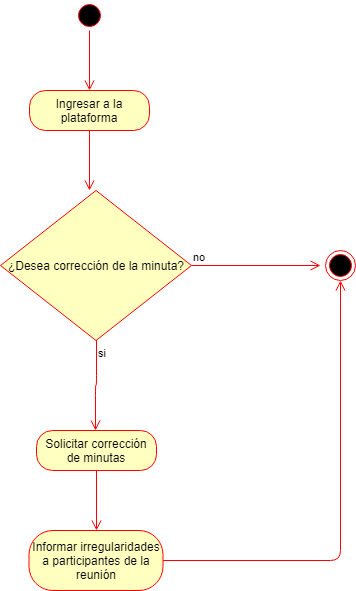 Ingresar a la
plataforma
¿Desea corrección de la minuta?
no
si
Solicitar corrección
de minutas
Informar irregularidades
a participantes de la
reunión